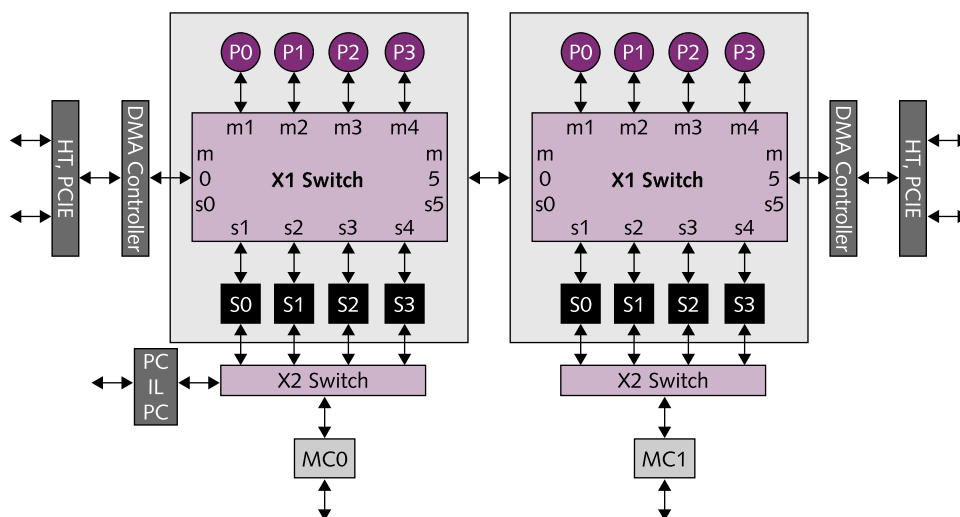 P0 P1 P2 P3
P0 P1 P2 P3
HT, PCIE
DMA Controller
m1 m2 m3 m4
m
0
s0
X1 Switch
m
5
s5
s1 s2 s3 s4
m1 m2 m3 m4
m
0
s0
X1 Switch
m
5
s5
s1 s2 s3 s4
DMA Controller
HT, PCIE
S0 S1 S2 S3
S0 S1 S2 S3
PC
IL
PC
X2 Switch
X2 Switch
MC0
MC1